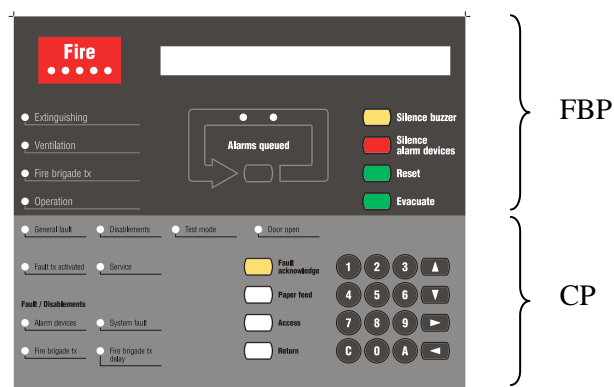 Fire
FBP
Extinguishing
Silence buzzer
Ventilation
Alarms queued
Silence
alarm devices
Fire brigade tx
Reset
Operation
Evacuate
General fault
Disablements
Test mode
Door open
Fault tx activated
Service
Fault
acknowledge
1 2 3
CP
Fault / Disablements
Paper feed
4 5 6
Alarm devices
System fault
Access
7 8 9
Fire brigade tx
Fire brigade tx
delay
Return
C 0 A